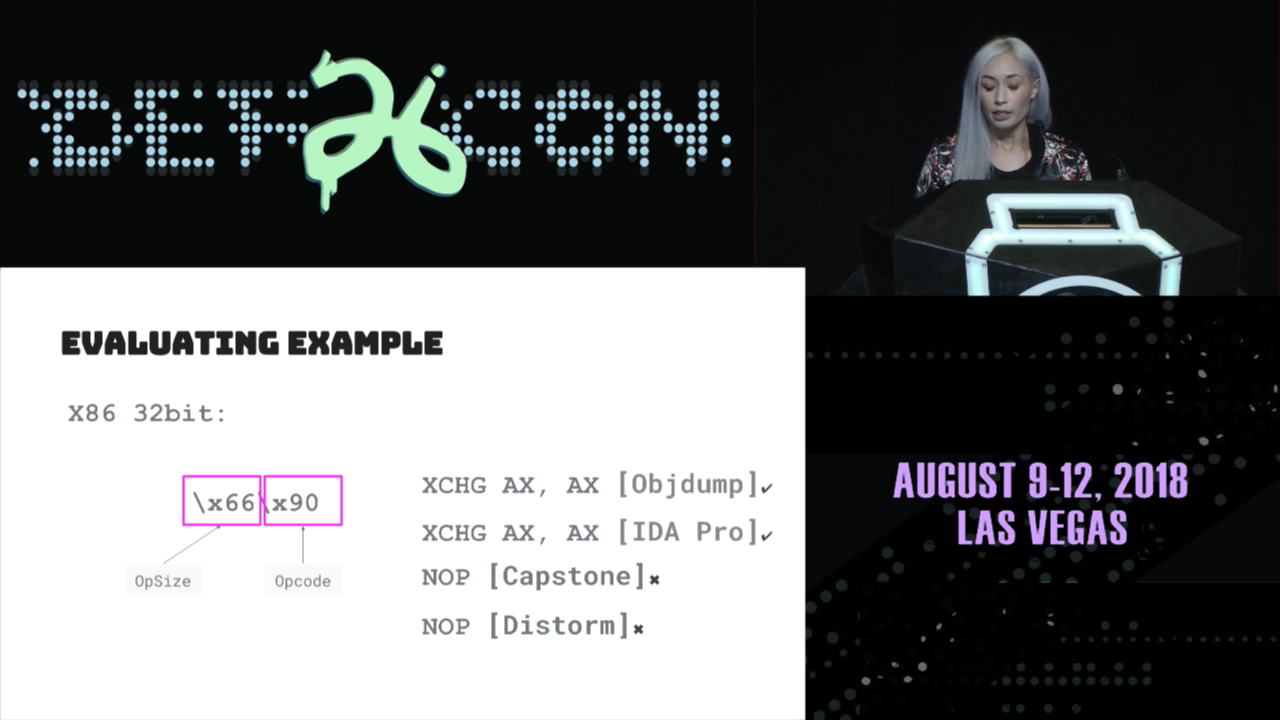 DEF CON 26
EVALUATING EXAMPLE
X86 32bit:
\x66\x90
OpSize
Opcode
XCHG AX, AX [Objdump]✔
XCHG AX, AX [IDA Pro]✔
NOP [Capstone]✖
NOP [Distorm]✖
AUGUST 9-12, 2018
LAS VEGAS